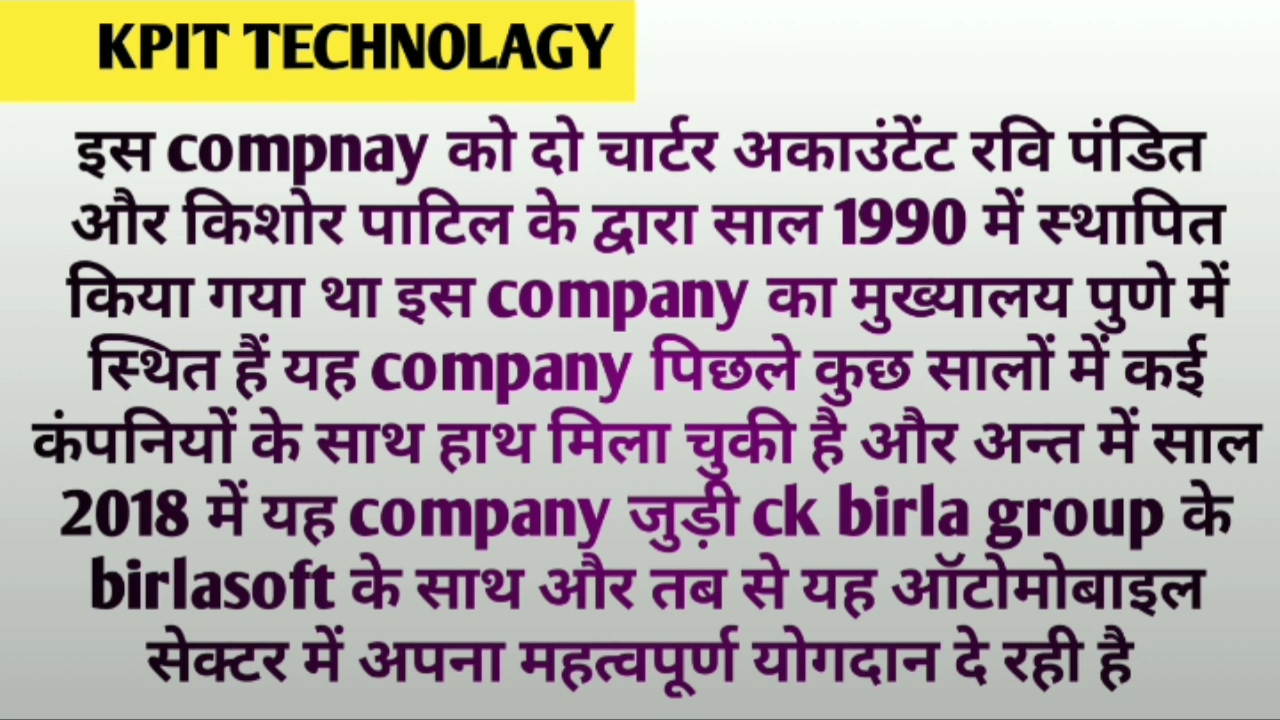 KPIT TECHNOLAGY
इस compnay को दो चार्टर अकाउंटेंट रवि पंडित
और किशोर पाटिल के द्वारा साल 1990 में स्थापित
किया गया था इस company का मुख्यालय पुणे में
स्थित हैं यह company पिछले कुछ सालों में कई
कंपनियों के साथ हाथ मिला चुकी है और अन्त में साल
2018 में यह company जुड़ी ck birla group के
birlasoft के साथ और तब से यह ऑटोमोबाइल
सेक्टर में अपना महत्वपूर्ण योगदान दे रही है